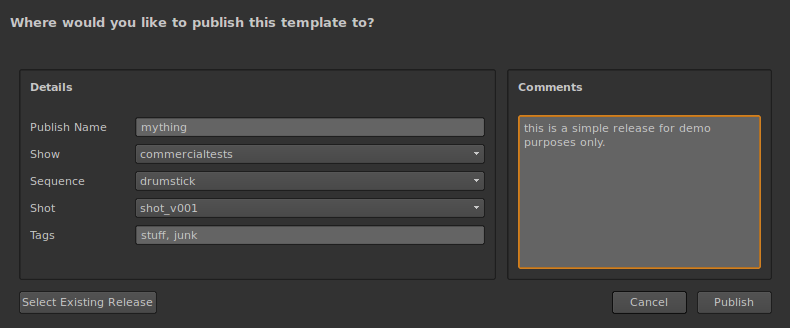 Where would you like to publish this template to?
Details
Publish Name
mything
Show
commercialtests
Sequence
drumstick
Shot
shot_v001
Tags
stuff, junk
Comments
this is a simple release for demo
purposes only.
Select Existing Release
Cancel
Publish